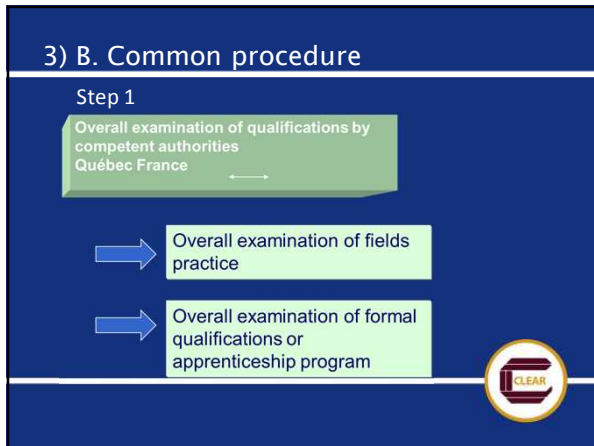 3) B. Common procedure
Step 1
Overall examination of qualifications by
competent authorities
Québec France
Overall examination of fields
practice
Overall examination of formal
qualifications or
apprenticeship program
CLEAR